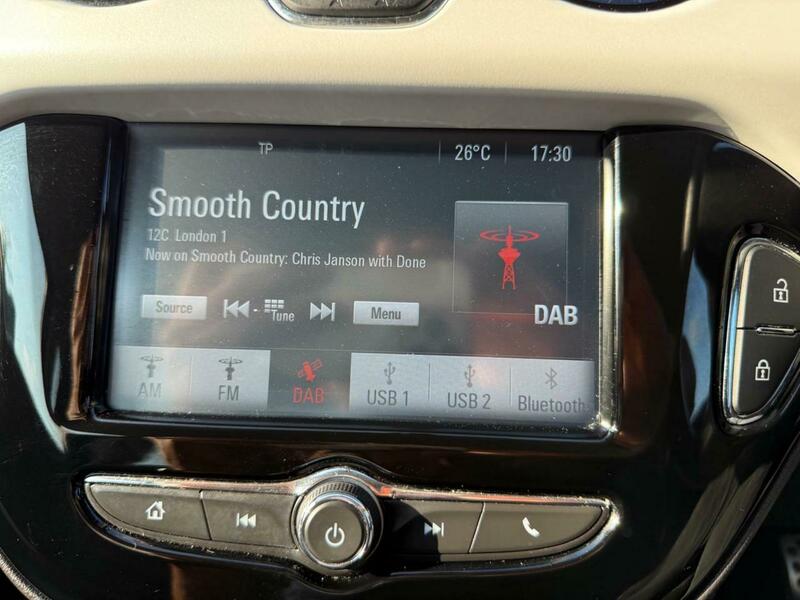 TP 26°C 17:30
Smooth Country
12C London 1
Now on Smooth Country: Chris Janson with Done
Source - Tune Menu
DAB
AM FM DAB USB 1 USB 2 Bluetooth